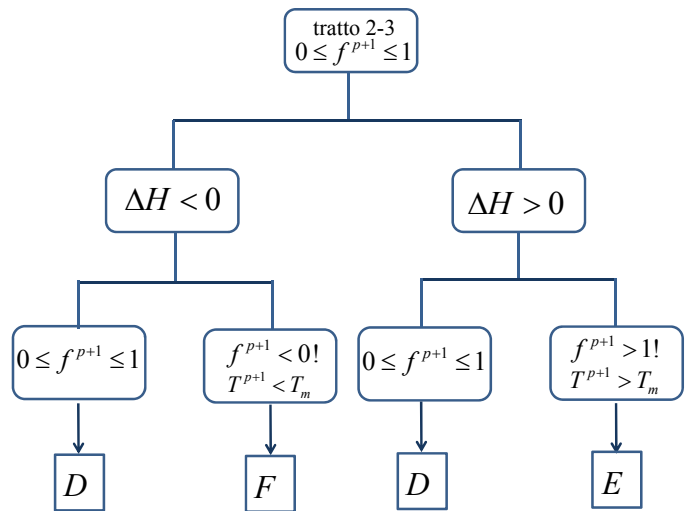 tratto 2-3
0 ≤ f^{p+1} ≤ 1
ΔH < 0
ΔH > 0
0 ≤ f^{p+1} ≤ 1
f^{p+1} < 0!
T^{p+1} < T_m
0 ≤ f^{p+1} ≤ 1
f^{p+1} > 1!
T^{p+1} > T_m
D
F
D
E